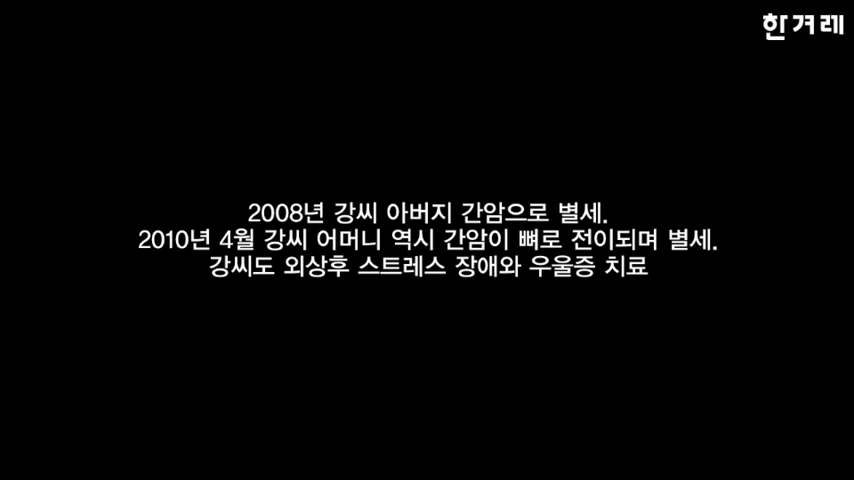 한겨레
2008년 강씨 아버지 간암으로 별세.
2010년 4월 강씨 어머니 역시 간암이 뼈로 전이되며 별세.
강씨도 외상후 스트레스 장애와 우울증 치료